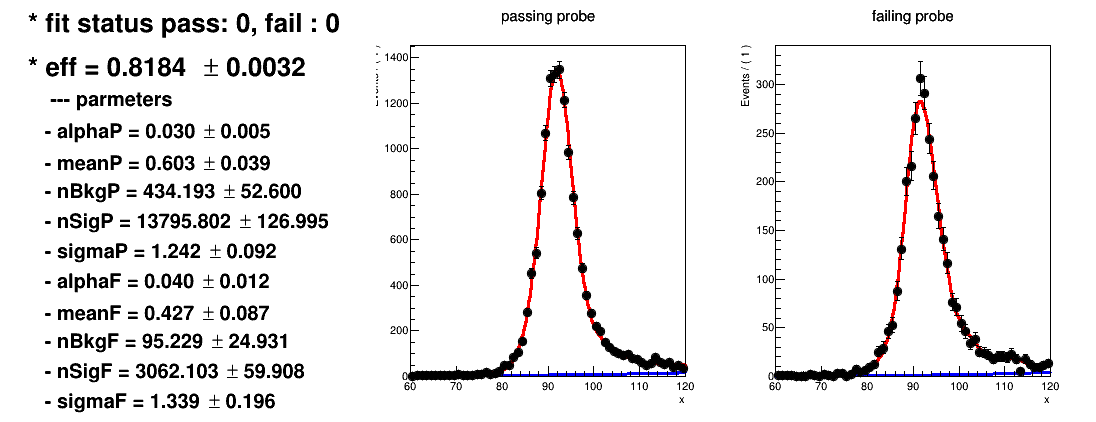 * fit status pass: 0, fail : 0
* eff = 0.8184 ± 0.0032
--- parmeters
- alphaP = 0.030 ± 0.005
- meanP = 0.603 ± 0.039
- nBkgP = 434.193 ± 52.600
- nSigP = 13795.802 ± 126.995
- sigmaP = 1.242 ± 0.092
- alphaF = 0.040 ± 0.012
- meanF = 0.427 ± 0.087
- nBkgF = 95.229 ± 24.931
- nSigF = 3062.103 ± 59.908
- sigmaF = 1.339 ± 0.196
passing probe
1400
1200
1000
800
600
400
200
0
60 70 80 90 100 110 120
x
failing probe
Events / ( 1 )
300
250
200
150
100
50
0
60 70 80 90 100 110 120
x